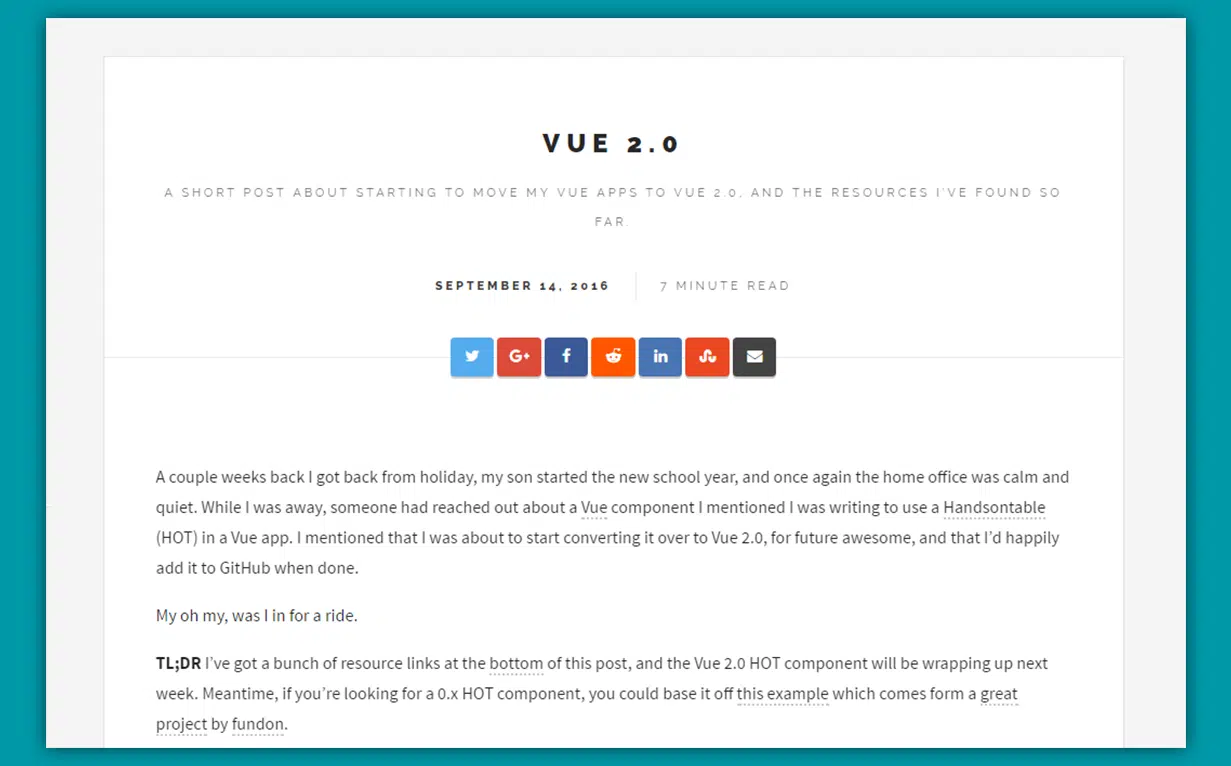 VUE 2.0
A SHORT POST ABOUT STARTING TO MOVE MY VUE APPS TO VUE 2.0, AND THE RESOURCES I'VE FOUND SO
FAR.
SEPTEMBER 14, 2016 7 MINUTE READ
G+ f in
A couple weeks back I got back from holiday, my son started the new school year, and once again the home office was calm and
quiet. While I was away, someone had reached out about a Vue component I mentioned I was writing to use a Handsontable
(HOT) in a Vue app. I mentioned that I was about to start converting it over to Vue 2.0, for future awesome, and that I'd happily
add it to GitHub when done.
My oh my, was I in for a ride.
TL;DR I've got a bunch of resource links at the bottom of this post, and the Vue 2.0 HOT component will be wrapping up next
week. Meantime, if you're looking for a 0.x HOT component, you could base it off this example which comes form a great
project by fundon.